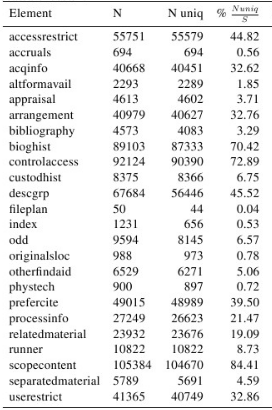 Element N N uniq % Nuniq/S
accessrestrict 55751 55579 44.82
accruals 694 694 0.56
acqinfo 40668 40451 32.62
altformavail 2293 2289 1.85
appraisal 4613 4602 3.71
arrangement 40979 40627 32.76
bibliography 4573 4083 3.29
bioghist 89103 87333 70.42
controlaccess 92124 90390 72.89
custodhist 8375 8366 6.75
descgrp 67684 56446 45.52
fileplan 50 44 0.04
index 1231 656 0.53
odd 9594 8145 6.57
originalsloc 988 973 0.78
otherfindaid 6529 6271 5.06
phystech 900 897 0.72
prefercite 49015 48989 39.50
processinfo 27249 26623 21.47
relatedmaterial 23932 23676 19.09
runner 10822 10822 8.73
scopecontent 105384 104670 84.41
separatedmaterial 5789 5691 4.59
userestrict 41365 40749 32.86